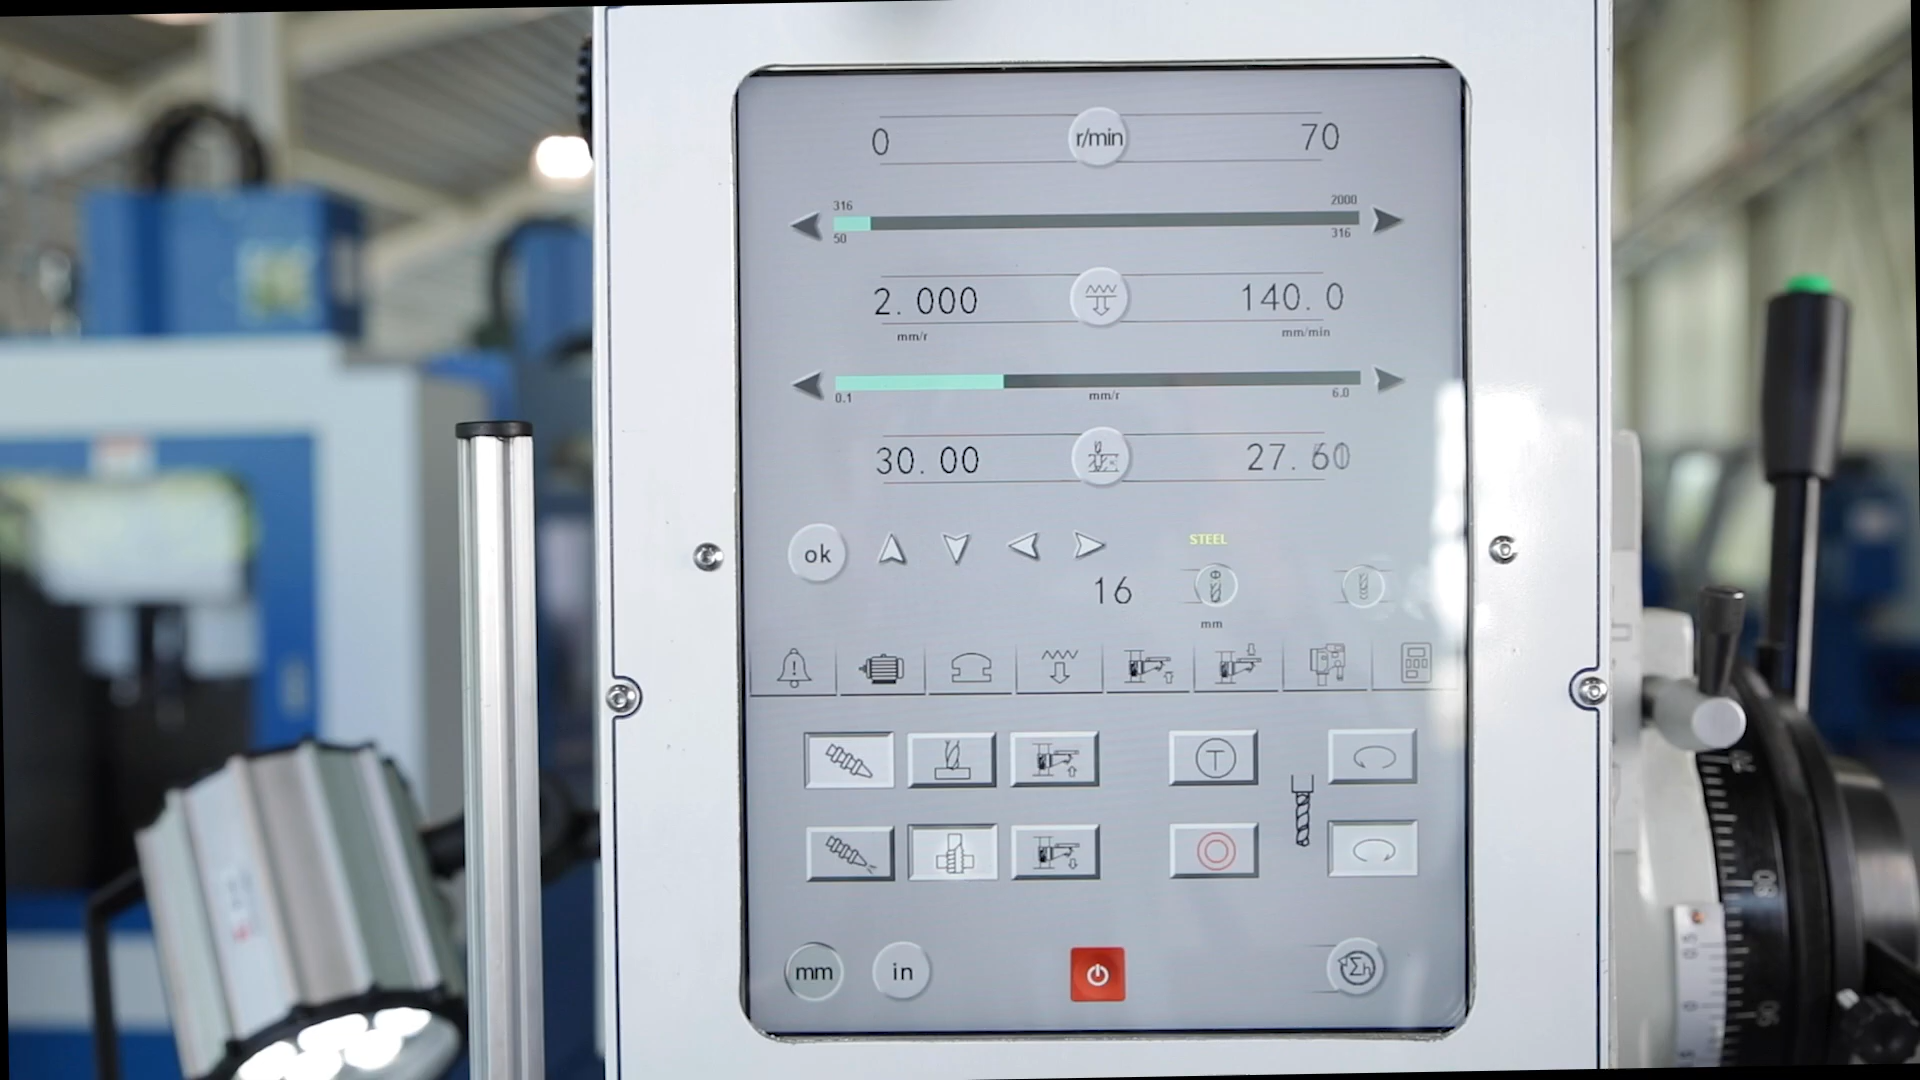 0 r/min 70
316 2000
50 316
2.000 140.0
mm/r mm/min
0.1 mm/r 6.0
30.00 27.60
ok STEEL
16
mm
T
mm in Σh